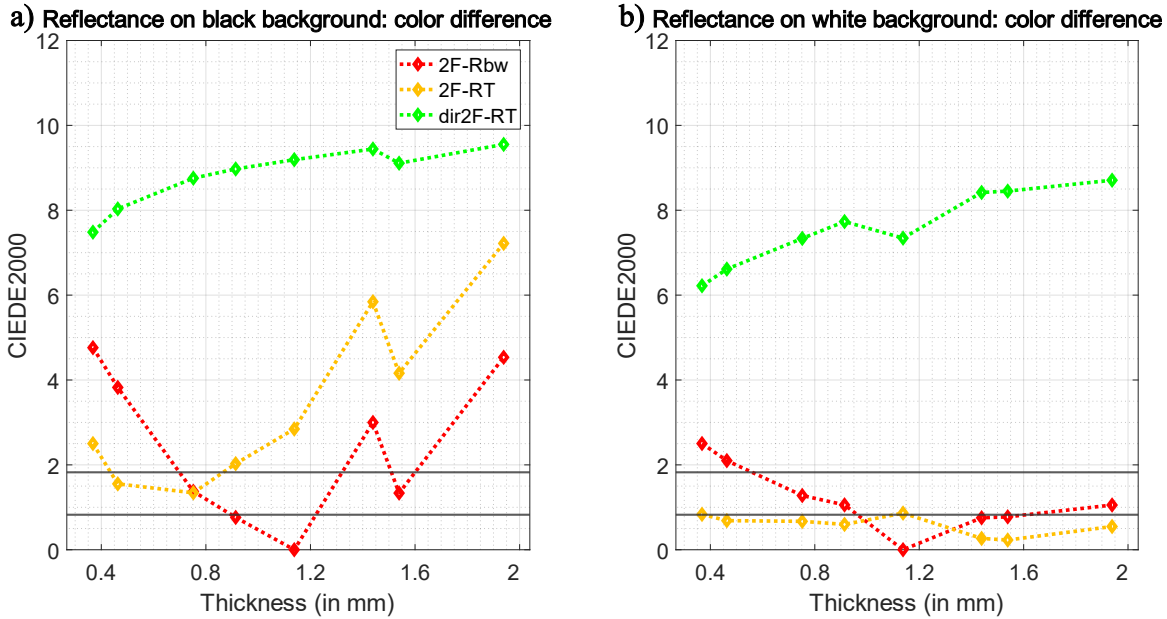 a) Reflectance on black background: color difference
12
10
8
6
4
2
0
CIEDE2000
0.4 0.8 1.2 1.6 2
Thickness (in mm)
2F-Rbw
2F-RT
dir2F-RT
b) Reflectance on white background: color difference
12
10
8
6
4
2
0
CIEDE2000
0.4 0.8 1.2 1.6 2
Thickness (in mm)